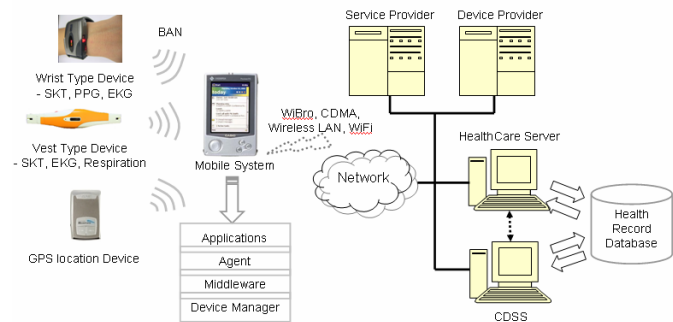 BAN
Wrist Type Device
- SKT, PPG, EKG
Vest Type Device
- SKT, EKG, Respiration
GPS location Device
Mobile System
Applications
Agent
Middleware
Device Manager
WiBro, CDMA,
Wireless LAN, WiFi
Network
Service Provider
Device Provider
HealthCare Server
Health
Record
Database
CDSS